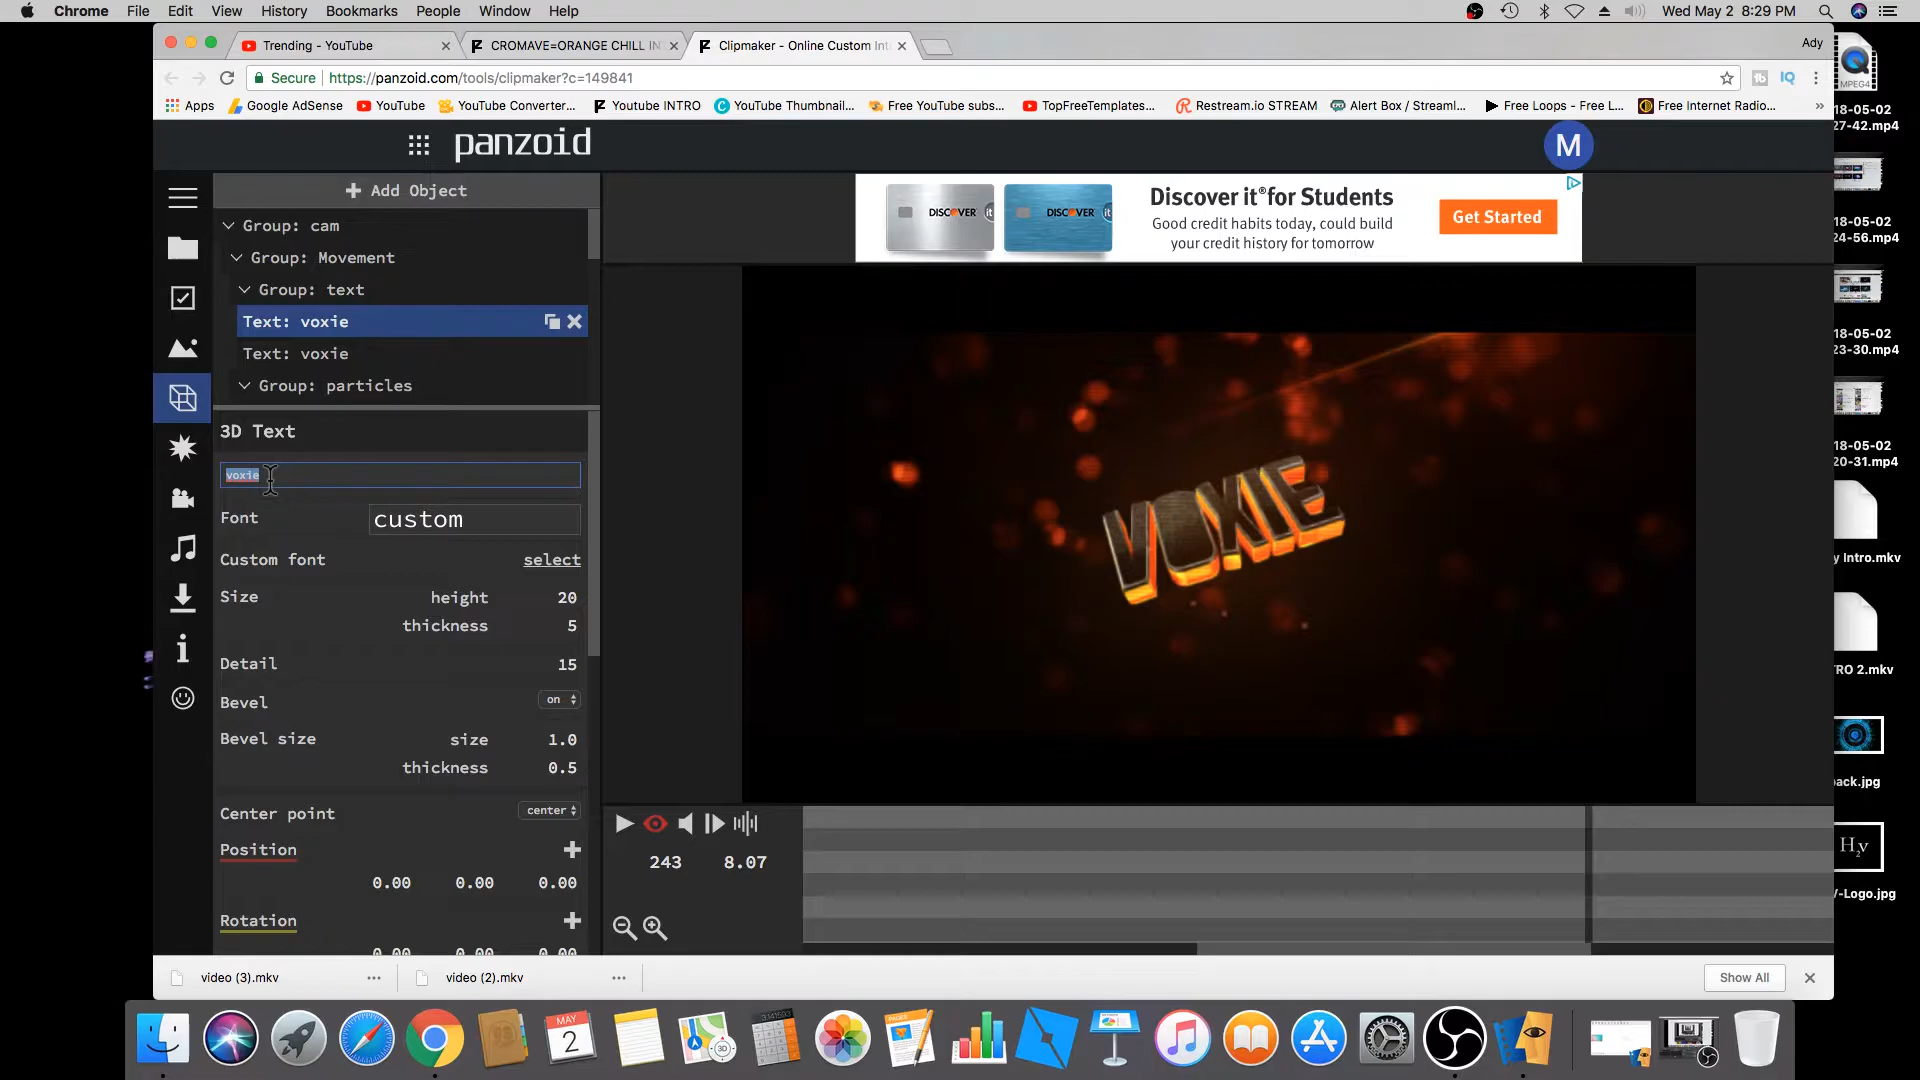 Chrome File Edit View History Bookmarks People Window Help Wed May 2 8:29 PM
Trending - YouTube CROMAVE=ORANGE CHILL IN Clipmaker - Online Custom Int Ady
Secure https://panzoid.com/tools/clipmaker?c=149841
Apps Google AdSense YouTube YouTube Converter... Youtube INTRO YouTube Thumbnail... Free YouTube subs... TopFreeTemplates... Restream.io STREAM Alert Box / Streaml... Free Loops - Free L... Free Internet Radio... »
panzoid M
Add Object
Group: cam
Group: Movement
Group: text
Text: voxie
Text: voxie
Group: particles
3D Text
voxie
Font custom
Custom font select
Size height 20
thickness 5
Detail 15
Bevel on
Bevel size size 1.0
thickness 0.5
Center point center
Position
0.00 0.00 0.00
Rotation
DISCOVER it DISCOVER it
Discover it® for Students
Good credit habits today, could build
your credit history for tomorrow
Get Started
VOXIE
243 8.07
video (3).mkv video (2).mkv Show All
MPEG4
18-05-02
27-42.mp4
18-05-02
24-56.mp4
18-05-02
23-30.mp4
18-05-02
20-31.mp4
y Intro.mkv
RO 2.mkv
back.jpg
H2v
/-Logo.jpg
MAY
2
PAGES
3D